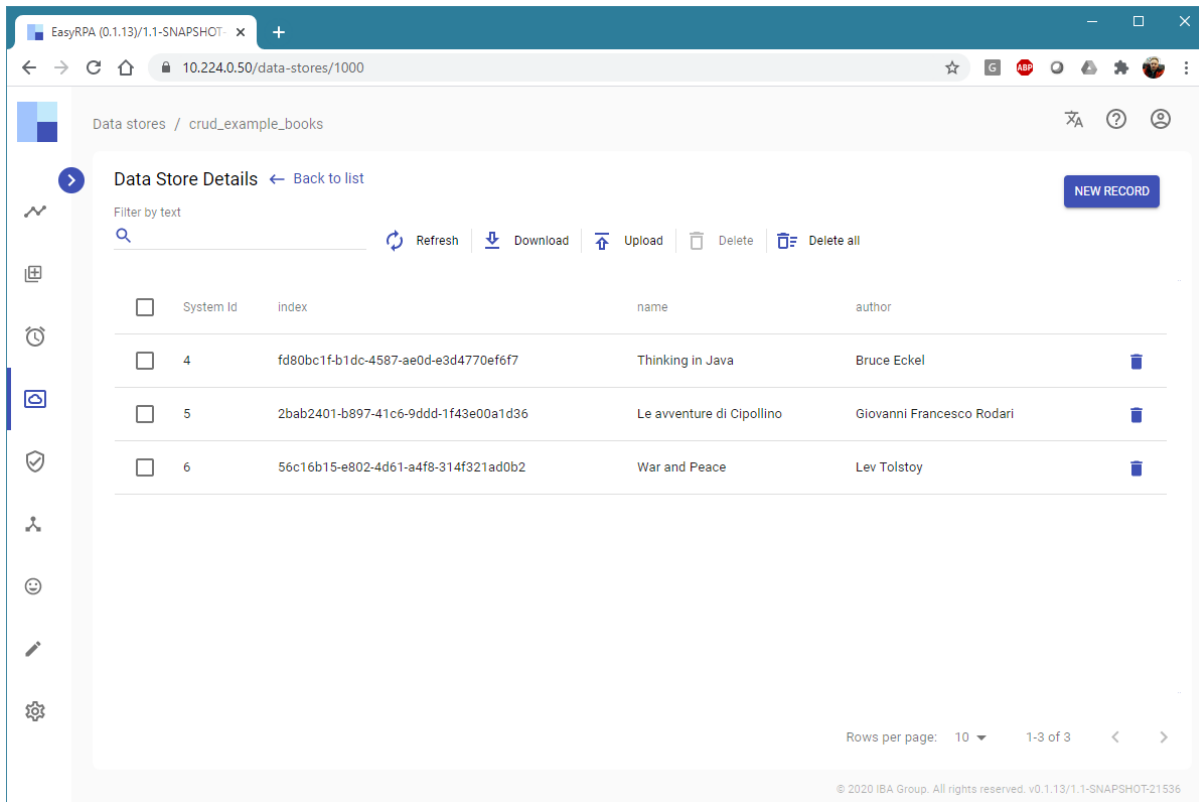 EasyRPA (0.1.13)/1.1-SNAPSHOT-
10.224.0.50/data-stores/1000
G ABP
Data stores / crud_example_books
Data Store Details Back to list
NEW RECORD
Filter by text
Refresh Download Upload Delete Delete all
System Id index name author
4 fd80bc1f-b1dc-4587-ae0d-e3d4770ef6f7 Thinking in Java Bruce Eckel
5 2bab2401-b897-41c6-9ddd-1f43e00a1d36 Le avventure di Cipollino Giovanni Francesco Rodari
6 56c16b15-e802-4d61-a4f8-314f321ad0b2 War and Peace Lev Tolstoy
Rows per page: 10 1-3 of 3
© 2020 IBA Group. All rights reserved. v0.1.13/1.1-SNAPSHOT-21536